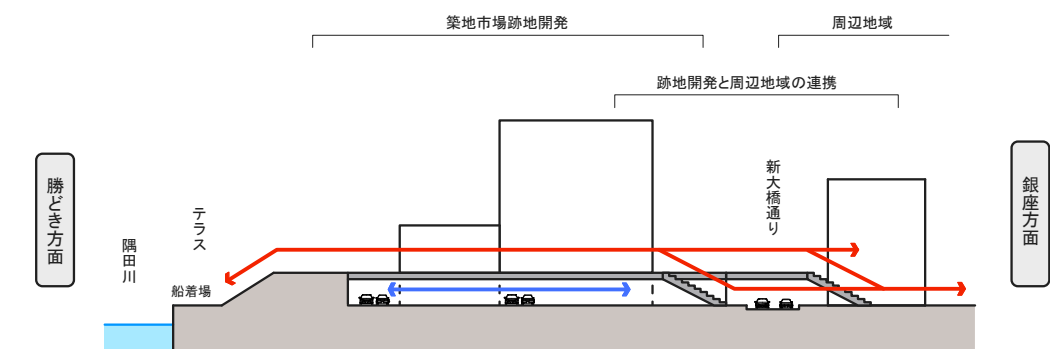 築地市場跡地開発
周辺地域
跡地開発と周辺地域の連携
勝どき方面
隅田川
テラス
船着場
新大橋通り
銀座方面